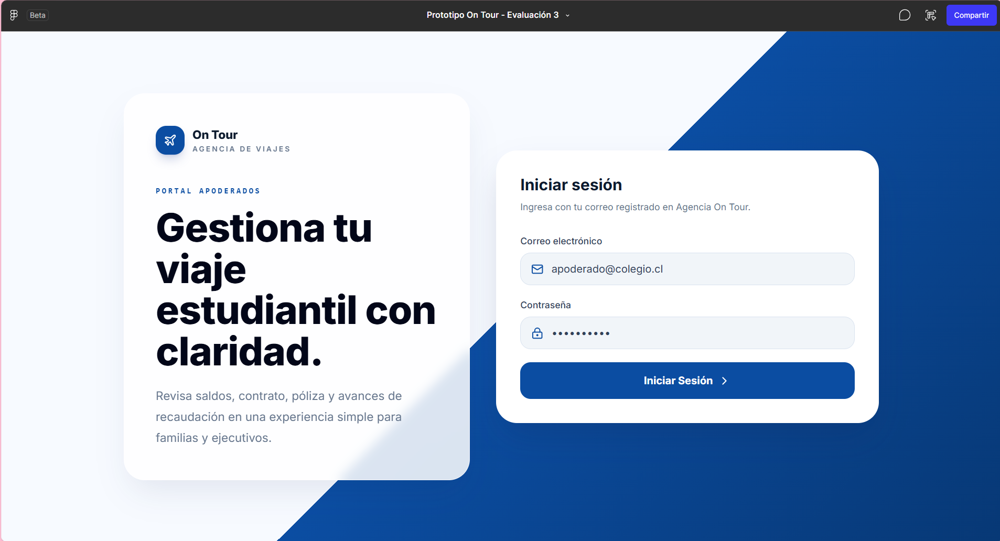 Beta
Prototipo On Tour - Evaluación 3
Compartir
On Tour
AGENCIA DE VIAJES
PORTAL APODERADOS
Gestiona tu
viaje
estudiantil con
claridad.
Revisa saldos, contrato, póliza y avances de
recaudación en una experiencia simple para
familias y ejecutivos.
Iniciar sesión
Ingresa con tu correo registrado en Agencia On Tour.
Correo electrónico
apoderado@colegio.cl
Contraseña
••••••••••
Iniciar Sesión